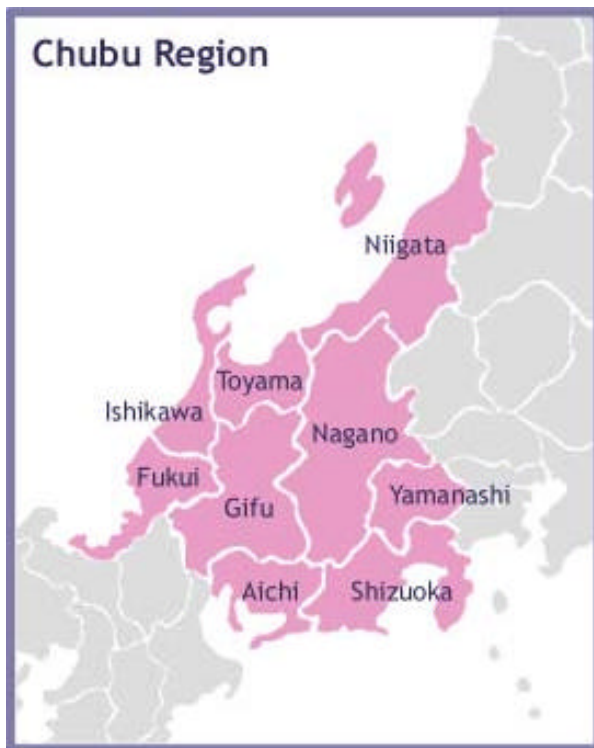 Chubu Region
Niigata
Toyama
Ishikawa
Nagano
Fukui
Yamanashi
Gifu
Aichi
Shizuoka